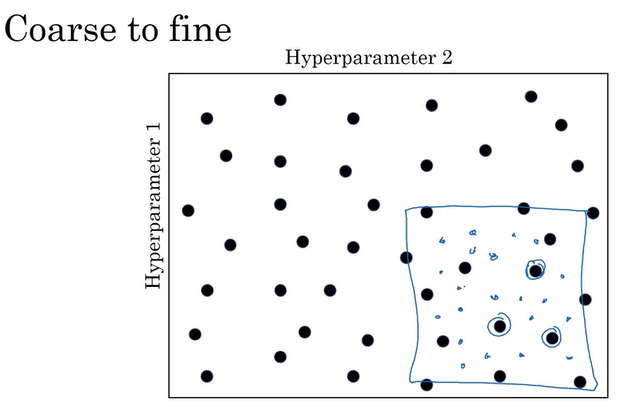 Coarse to fine
Hyperparameter 2
Hyperparameter 1